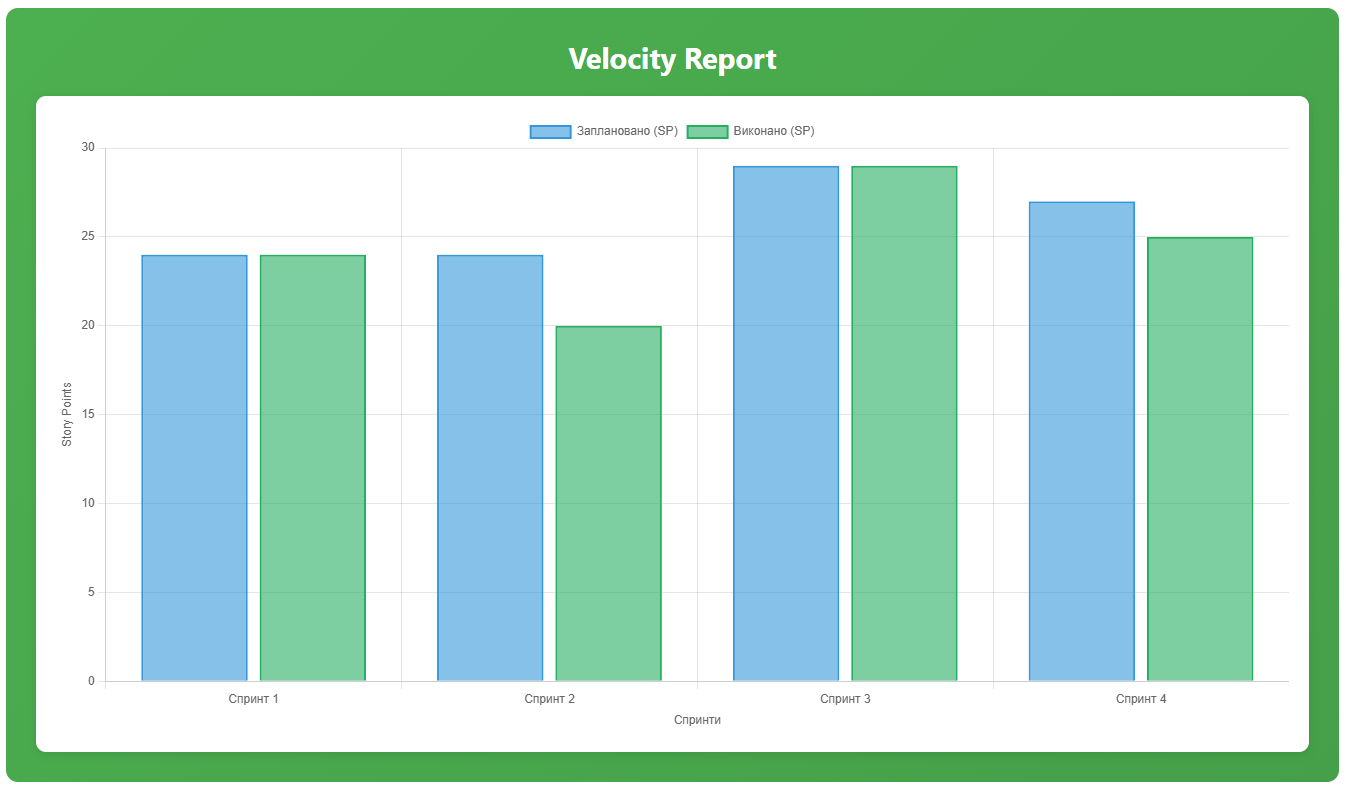 Velocity Report
Заплановано (SP) Виконано (SP)
30
25
20
15
10
5
0
Story Points
Спринт 1 Спринт 2 Спринт 3 Спринт 4
Спринти